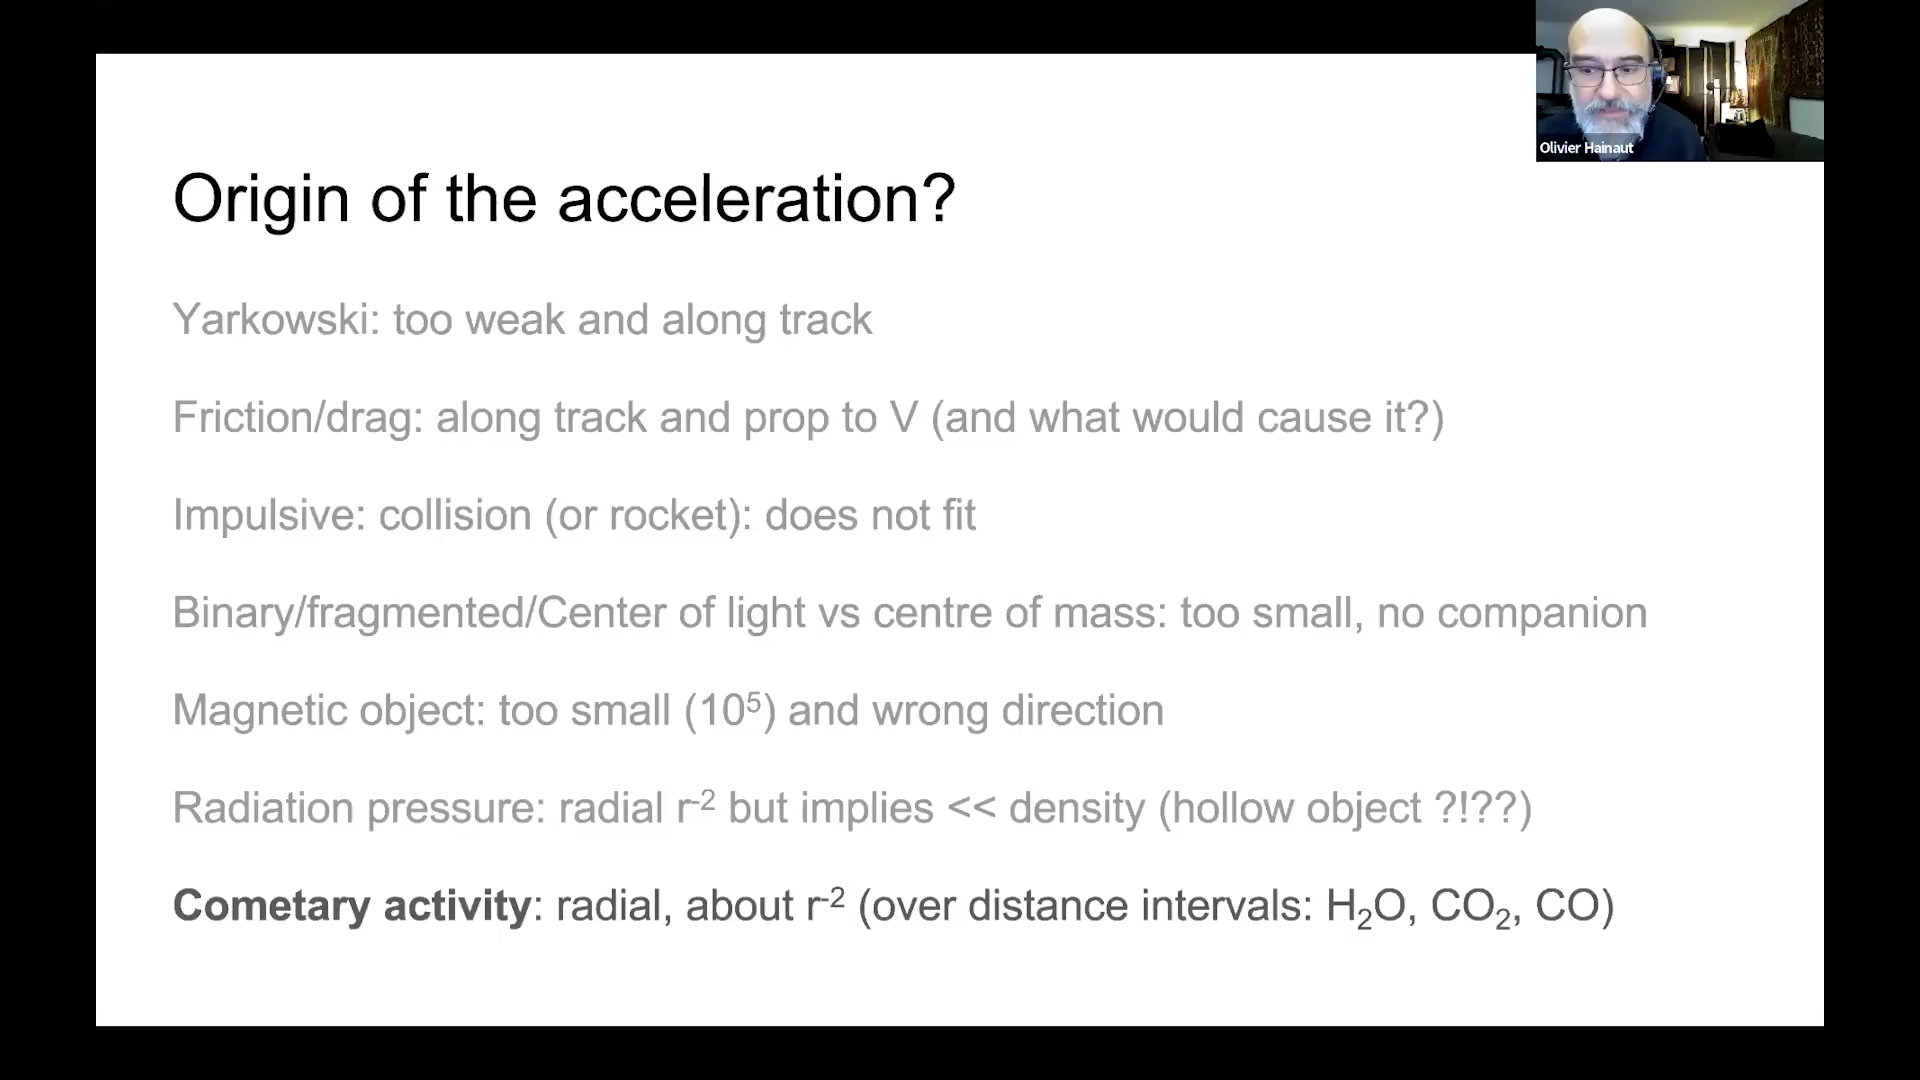 Olivier Hainaut
Origin of the acceleration?
Yarkowski: too weak and along track
Friction/drag: along track and prop to V (and what would cause it?)
Impulsive: collision (or rocket): does not fit
Binary/fragmented/Center of light vs centre of mass: too small, no companion
Magnetic object: too small (10⁵) and wrong direction
Radiation pressure: radial r⁻² but implies << density (hollow object ?!??)
Cometary activity: radial, about r⁻² (over distance intervals: H₂O, CO₂, CO)